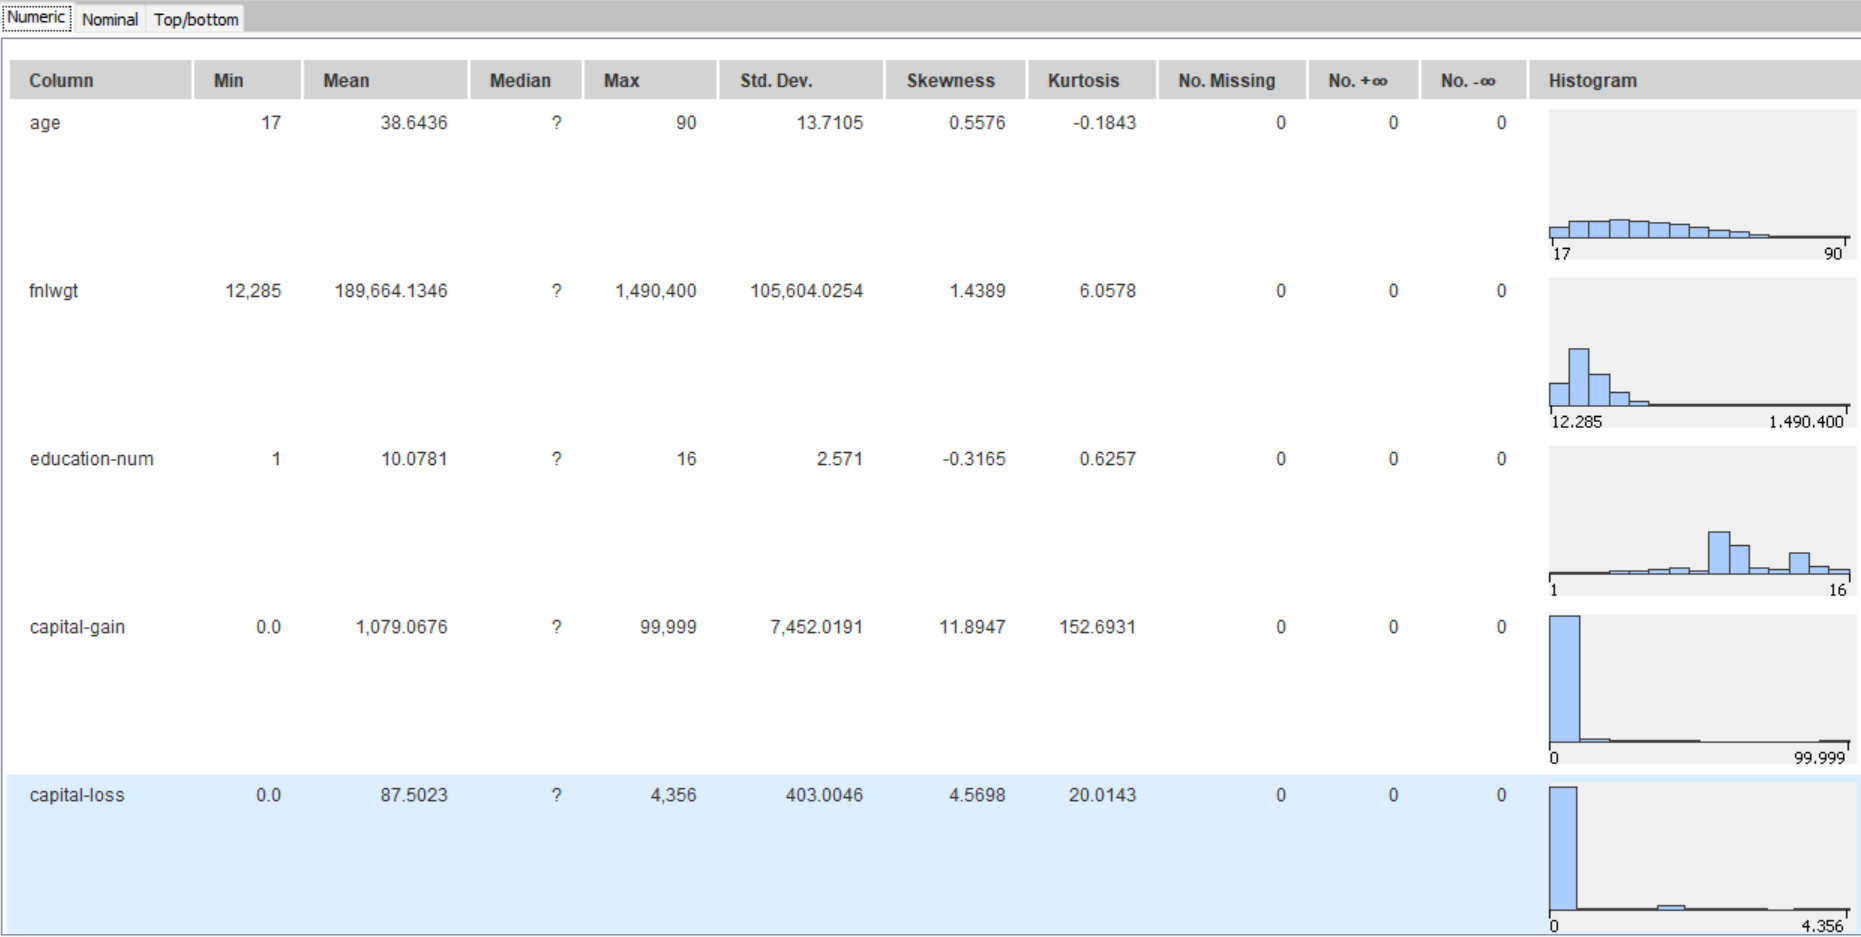 Numeric Nominal Top/bottom
Column Min Mean Median Max Std. Dev. Skewness Kurtosis No. Missing No. +∞ No. -∞ Histogram
age 17 38.6436 ? 90 13.7105 0.5576 -0.1843 0 0 0
17 90
fnlwgt 12,285 189,664.1346 ? 1,490,400 105,604.0254 1.4389 6.0578 0 0 0
12.285 1.490.400
education-num 1 10.0781 ? 16 2.571 -0.3165 0.6257 0 0 0
1 16
capital-gain 0.0 1,079.0676 ? 99,999 7,452.0191 11.8947 152.6931 0 0 0
0 99.999
capital-loss 0.0 87.5023 ? 4,356 403.0046 4.5698 20.0143 0 0 0
0 4.356